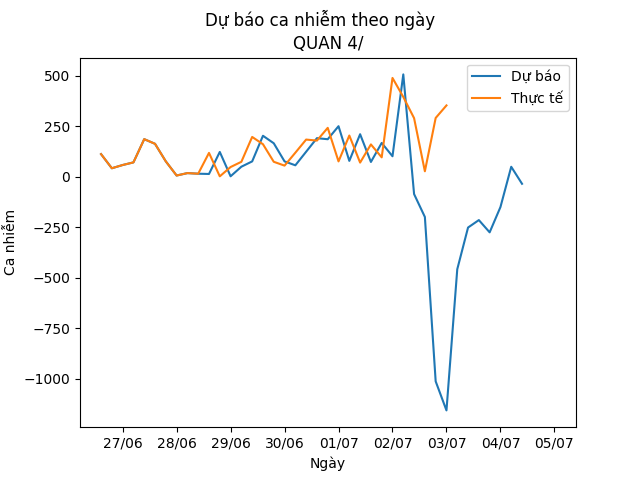 Dự báo ca nhiễm theo ngày
QUAN 4/
Dự báo
Thực tế
500
250
0
−250
−500
−750
−1000
Ca nhiễm
27/06 28/06 29/06 30/06 01/07 02/07 03/07 04/07 05/07
Ngày